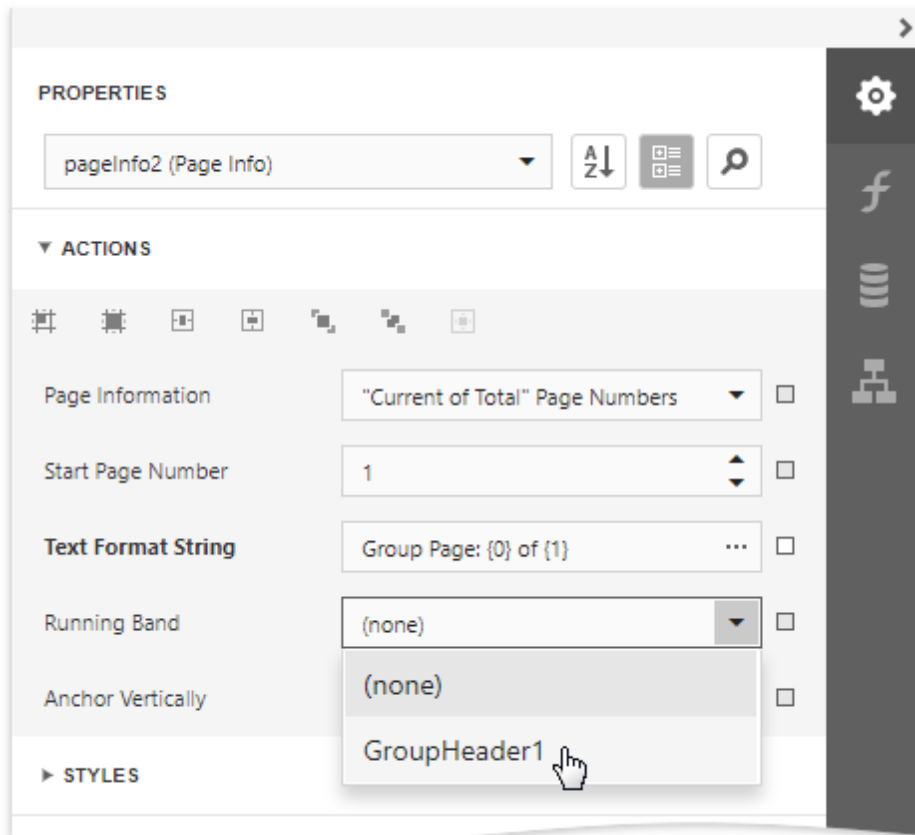 PROPERTIES
pageInfo2 (Page Info)
A
Z
ACTIONS
Page Information
"Current of Total" Page Numbers
Start Page Number
1
Text Format String
Group Page: {0} of {1}
...
Running Band
(none)
(none)
Anchor Vertically
GroupHeader1
STYLES